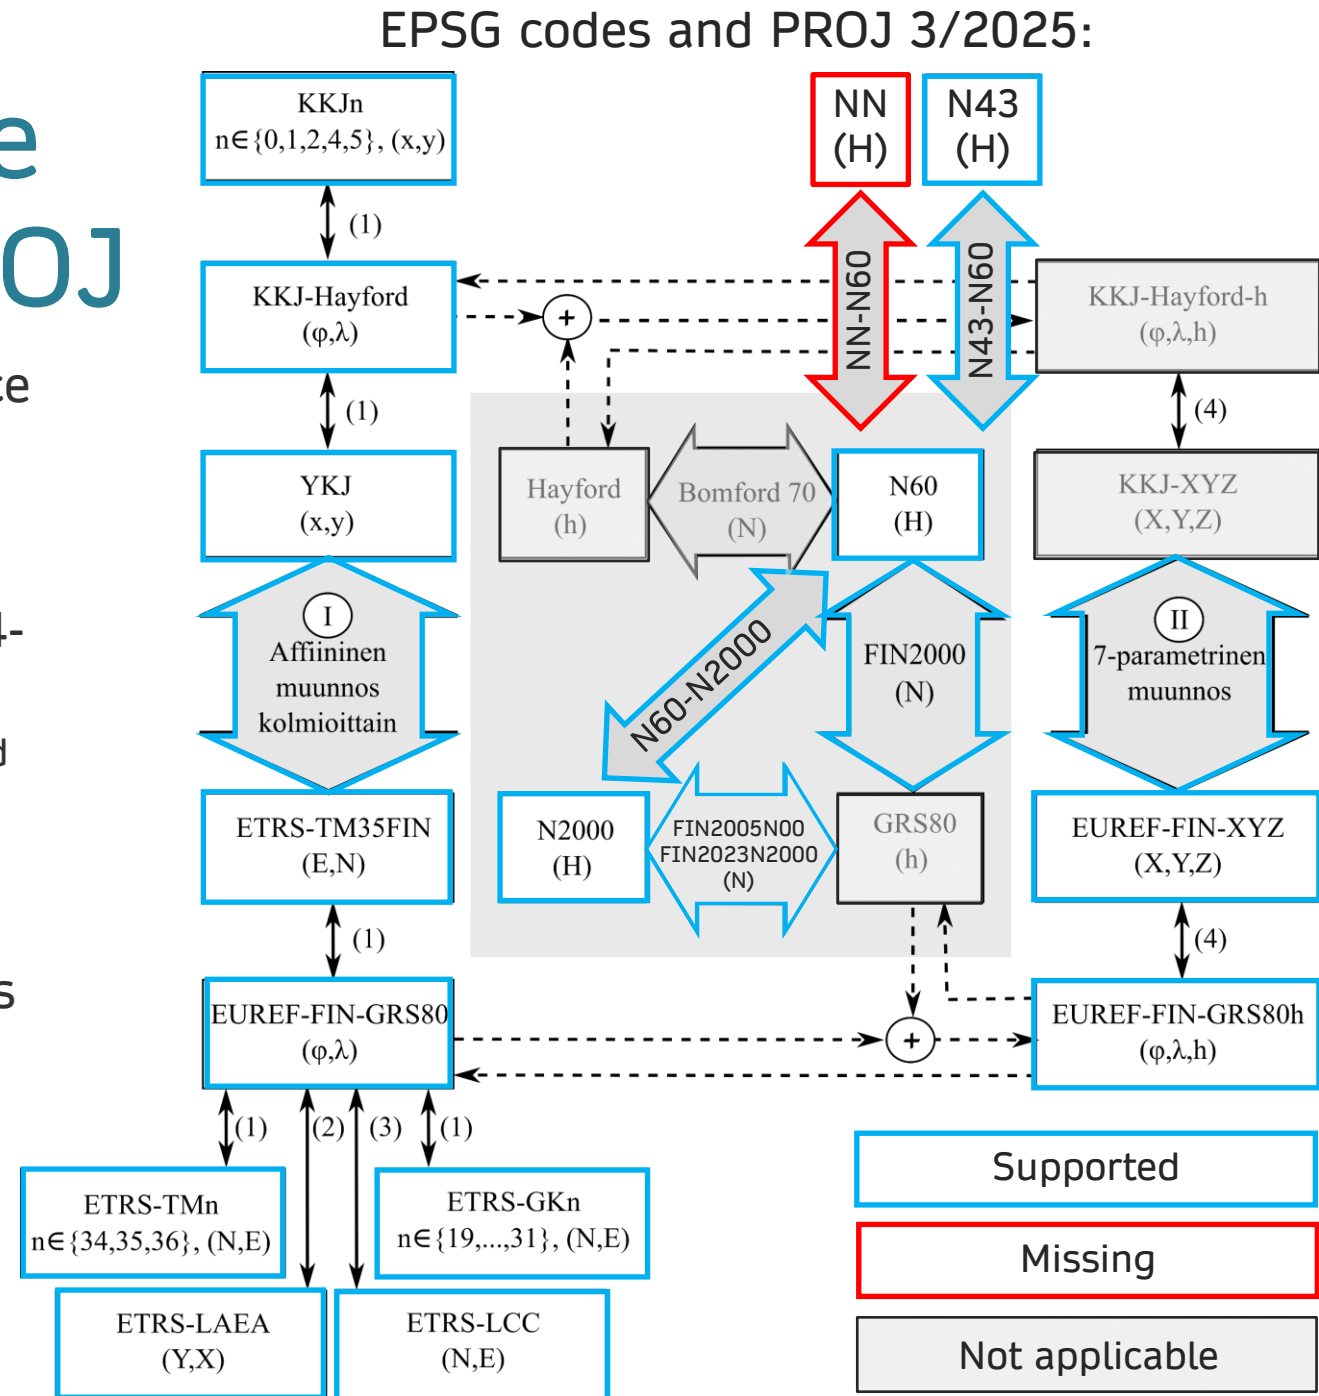 EPSG codes and PROJ 3/2025:
e
OJ
ce
4-
d
s
KKJn
n∈{0,1,2,4,5}, (x,y)
NN
(H)
N43
(H)
(1)
KKJ-Hayford
(φ,λ)
+
NN-N60
N43-N60
KKJ-Hayford-h
(φ,λ,h)
(1)
(4)
YKJ
(x,y)
Hayford
(h)
Bomford 70
(N)
N60
(H)
KKJ-XYZ
(X,Y,Z)
I
Affiininen
muunnos
kolmioittain
N60-N2000
FIN2000
(N)
II
7-parametrinen
muunnos
ETRS-TM35FIN
(E,N)
N2000
(H)
FIN2005N00
FIN2023N2000
(N)
GRS80
(h)
EUREF-FIN-XYZ
(X,Y,Z)
(1)
(4)
EUREF-FIN-GRS80
(φ,λ)
+
EUREF-FIN-GRS80h
(φ,λ,h)
(1)
(2)
(3)
(1)
ETRS-TMn
n∈{34,35,36}, (N,E)
ETRS-GKn
n∈{19,...,31}, (N,E)
ETRS-LAEA
(Y,X)
ETRS-LCC
(N,E)
Supported
Missing
Not applicable